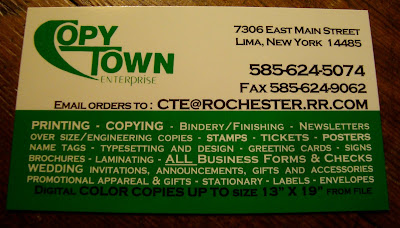 COPY
TOWN
ENTERPRISE
7306 EAST MAIN STREET
LIMA, NEW YORK 14485
585-624-5074
FAX 585-624-9062
EMAIL ORDERS TO : CTE@ROCHESTER.RR.COM
PRINTING - COPYING - BINDERY/FINISHING - NEWSLETTERS
OVER SIZE/ENGINEERING COPIES - STAMPS - TICKETS - POSTERS
NAME TAGS - TYPESETTING AND DESIGN - GREETING CARDS - SIGNS
BROCHURES - LAMINATING - ALL BUSINESS FORMS & CHECKS
WEDDING INVITATIONS, ANNOUNCEMENTS, GIFTS AND ACCESSORIES
PROMOTIONAL APPAREAL & GIFTS - STATIONARY - LABELS - ENVELOPES
DIGITAL COLOR COPIES UP TO SIZE 13" X 19" FROM FILE